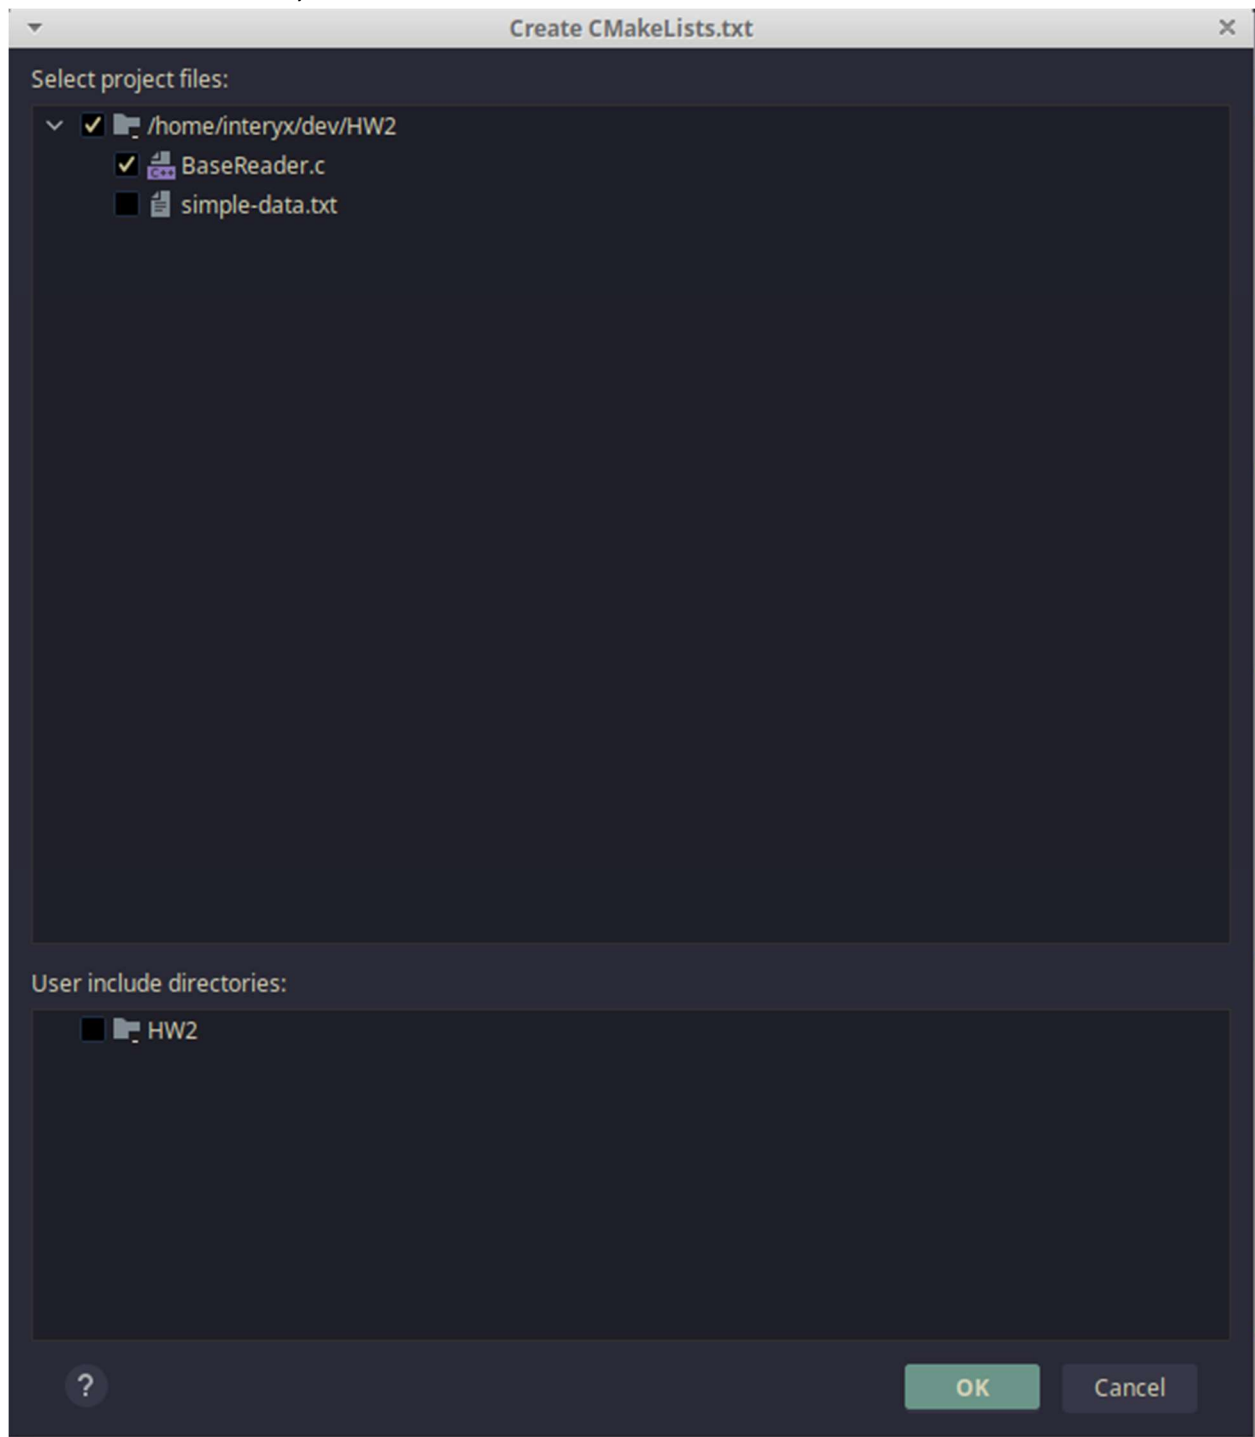 Create CMakeLists.txt
Select project files:
/home/interyx/dev/HW2
C++ BaseReader.c
simple-data.txt
User include directories:
HW2
? OK Cancel